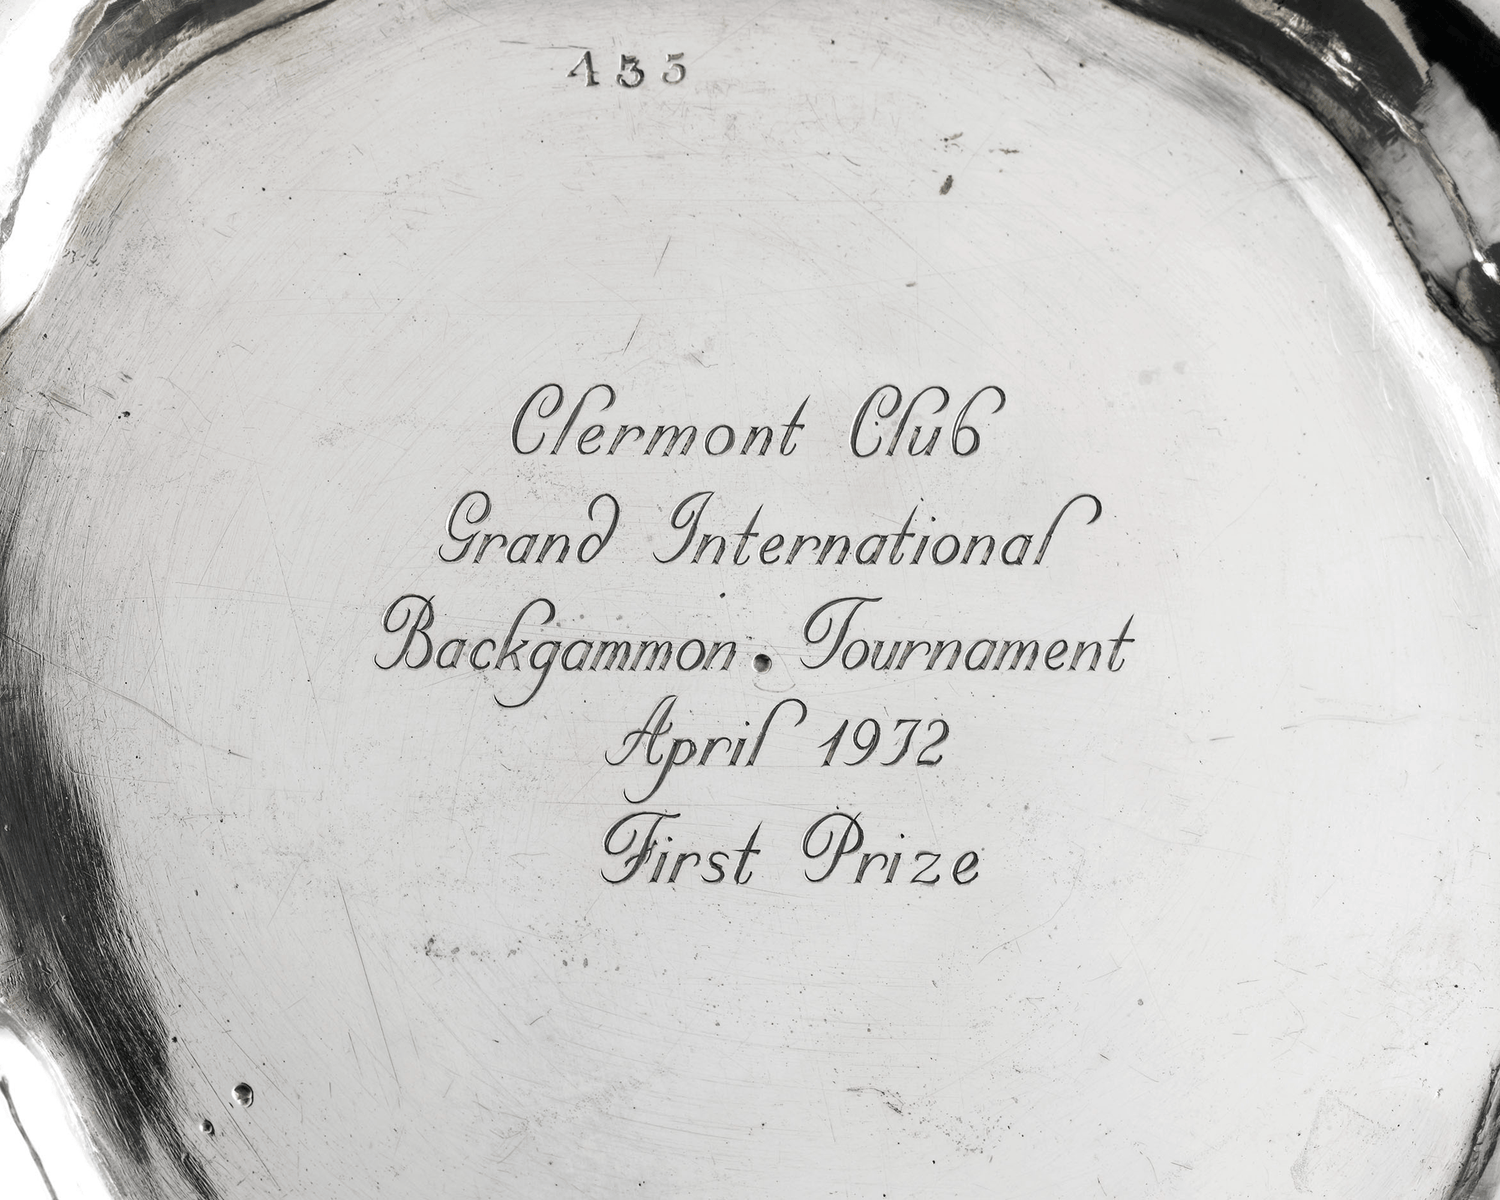 435
Clermont Club
Grand International
Backgammon. Tournament
April 1972
First Prize